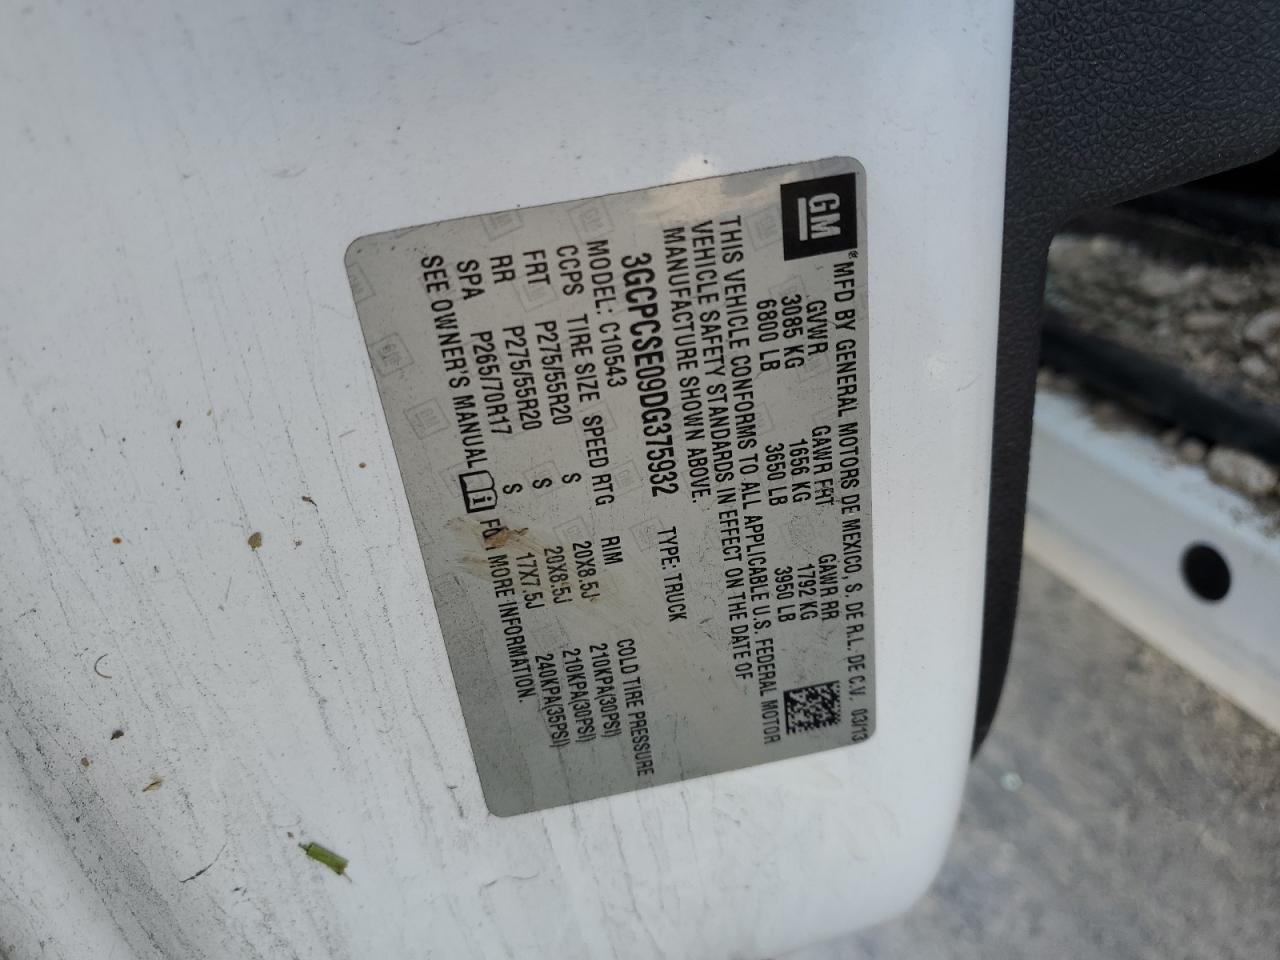 GM
® MFD BY GENERAL MOTORS DE MEXICO, S. DE R.L. DE C.V. 03/13
GVWR GAWR FRT GAWR RR
3085 KG 1656 KG 1792 KG
6800 LB 3650 LB 3950 LB
THIS VEHICLE CONFORMS TO ALL APPLICABLE U.S. FEDERAL MOTOR
VEHICLE SAFETY STANDARDS IN EFFECT ON THE DATE OF
MANUFACTURE SHOWN ABOVE.
3GCPCSE09DG375932 TYPE: TRUCK
MODEL: C10543
CCPS TIRE SIZE SPEED RTG RIM COLD TIRE PRESSURE
FRT P275/55R20 S 20X8.5J 210KPA(30PSI)
RR P275/55R20 S 20X8.5J 210KPA(30PSI)
SPA P265/70R17 S 17X7.5J 240KPA(35PSI)
SEE OWNER'S MANUAL i FOR MORE INFORMATION.